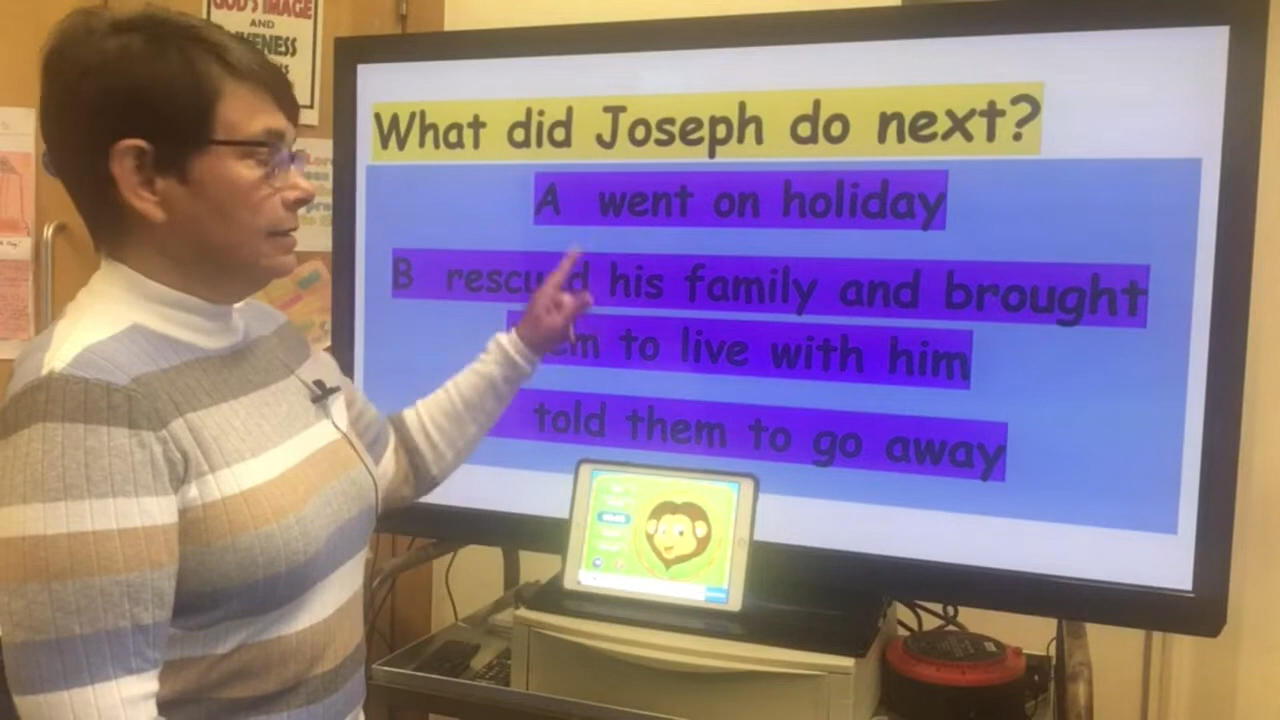 GOD'S IMAGE
AND
What did Joseph do next?
A went on holiday
B rescued his family and brought
to live with him
told them to go away